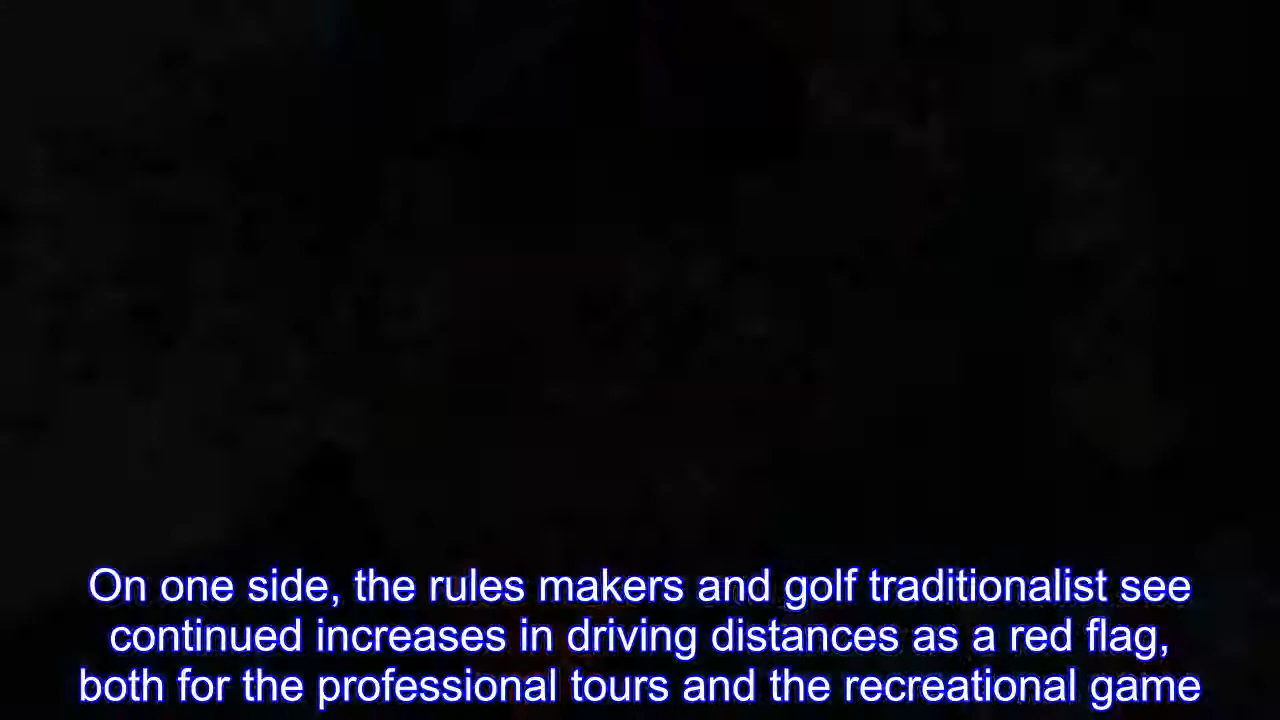 On one side, the rules makers and golf traditionalist see
continued increases in driving distances as a red flag,
both for the professional tours and the recreational game